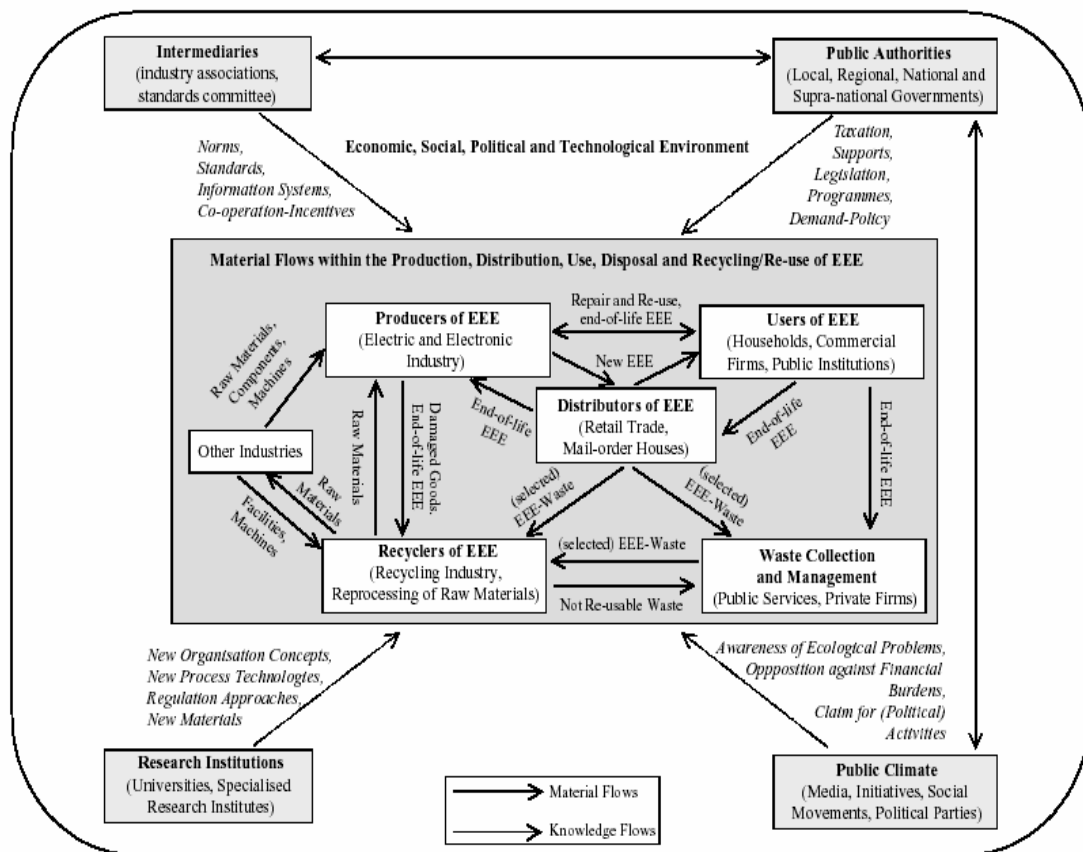 Intermediaries
(industry associations,
standards committee)
Public Authorities
(Local, Regional, National and
Supra-national Governments)
Norms,
Standards,
Information Systems,
Co-operation-Incentives
Economic, Social, Political and Technological Environment
Taxation,
Supports,
Legislation,
Programmes,
Demand-Policy
Material Flows within the Production, Distribution, Use, Disposal and Recycling/Re-use of EEE
Producers of EEE
(Electric and Electronic
Industry)
Repair and Re-use,
end-of-life EEE
Users of EEE
(Households, Commercial
Firms, Public Institutions)
Raw Materials,
Components,
Machines
New EEE
End-of-life
EEE
Distributors of EEE
(Retail Trade,
Mail-order Houses)
End-of-life
EEE
End-of-life EEE
Other Industries
Raw Materials
Damaged Goods.
End-of-life EEE
Raw
Materials
Facilities,
Machines
(selected)
EEE-Waste
(selected)
EEE-Waste
Recyclers of EEE
(Recycling Industry,
Reprocessing of Raw Materials)
(selected) EEE-Waste
Not Re-usable Waste
Waste Collection
and Management
(Public Services, Private Firms)
New Organisation Concepts,
New Process Technologies,
Regulation Approaches,
New Materials
Awareness of Ecological Problems,
Oppposition against Financial
Burdens,
Claim for (Political)
Activities
Research Institutions
(Universities, Specialised
Research Institutes)
Material Flows
Knowledge Flows
Public Climate
(Media, Initiatives, Social
Movements, Political Parties)